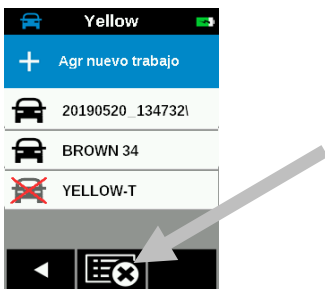 Yellow
Agr nuevo trabajo
20190520_134732\
BROWN 34
YELLOW-T